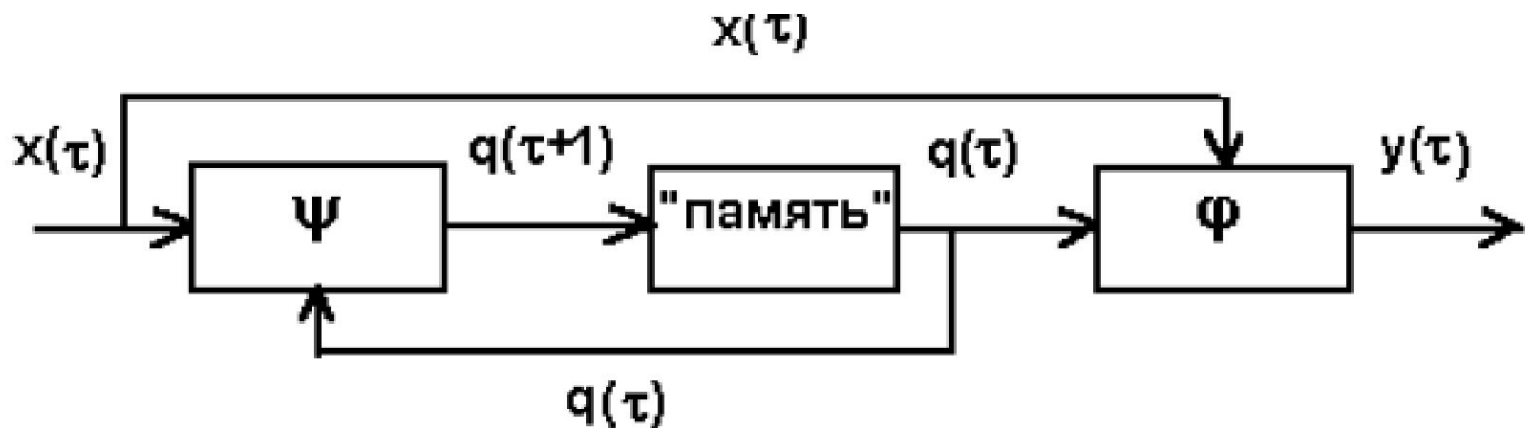 x(τ)
x(τ)
q(τ+1)
q(τ)
y(τ)
ψ
"память"
φ
q(τ)